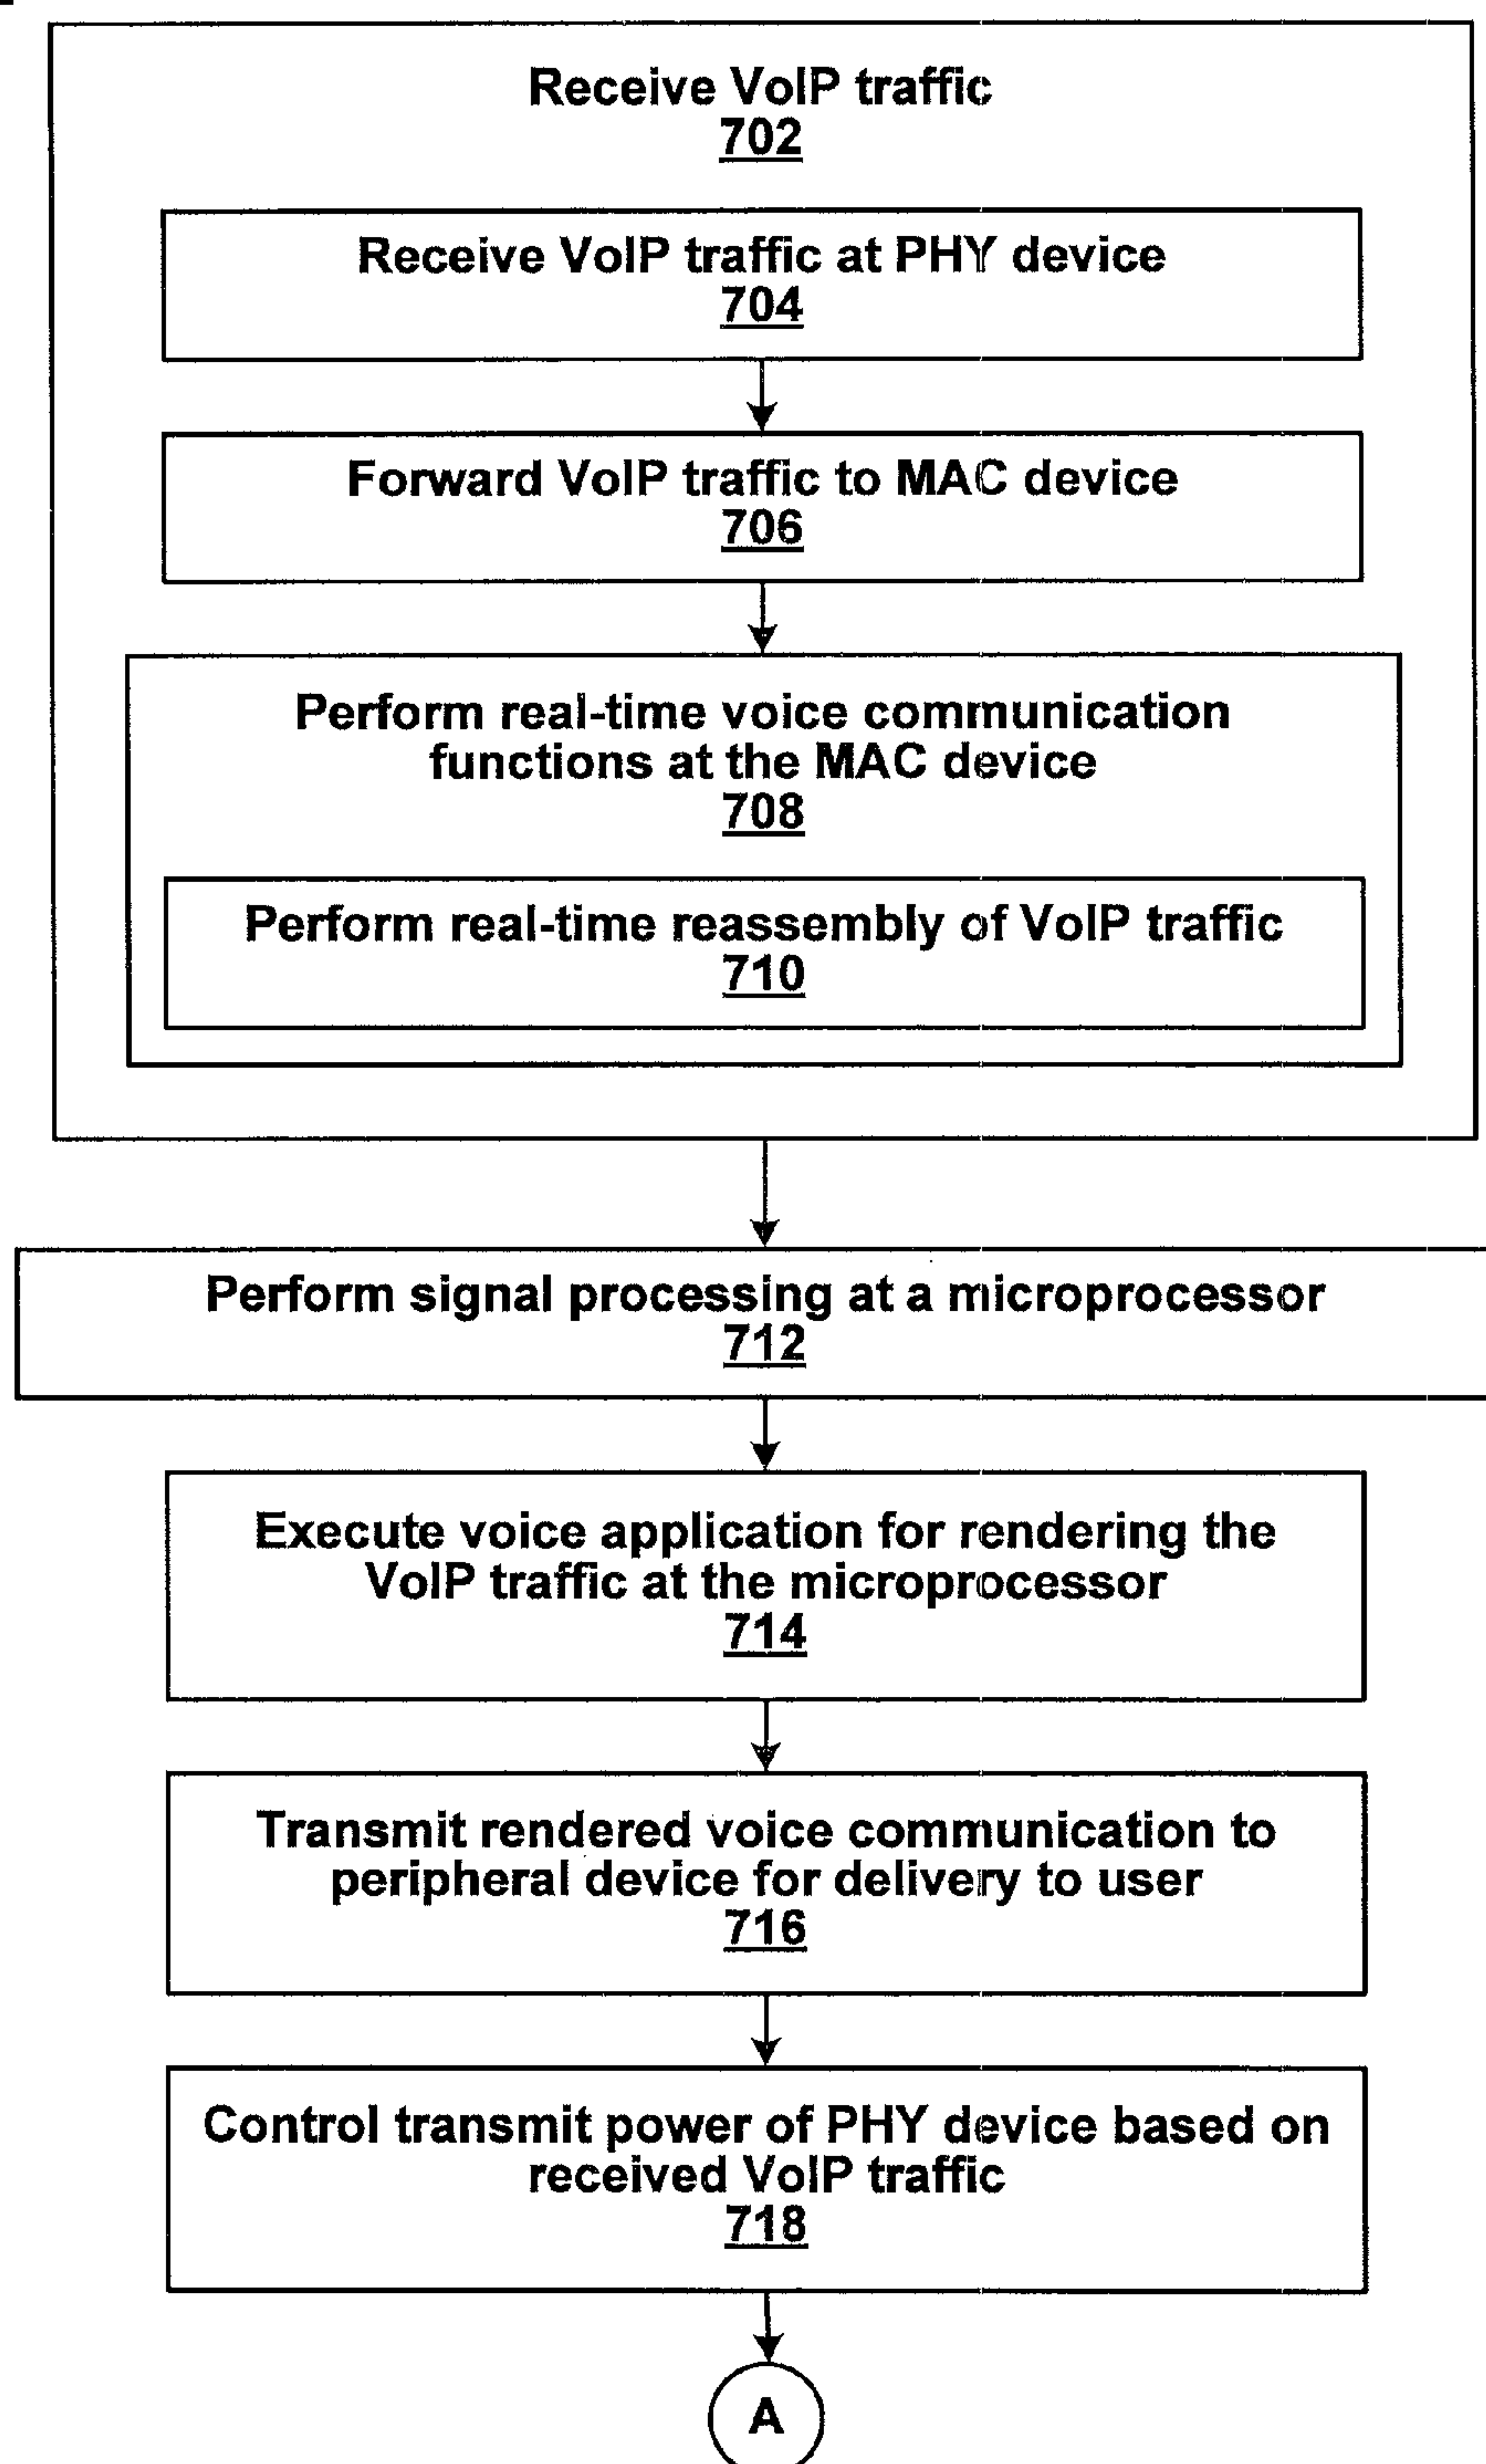 Receive VoIP traffic
702
Receive VoIP traffic at PHY device
704
Forward VoIP traffic to MAC device
706
Perform real-time voice communication
functions at the MAC device
708
Perform real-time reassembly of VoIP traffic
710
Perform signal processing at a microprocessor
712
Execute voice application for rendering the
VoIP traffic at the microprocessor
714
Transmit rendered voice communication to
peripheral device for delivery to user
716
Control transmit power of PHY device based on
received VoIP traffic
718
A